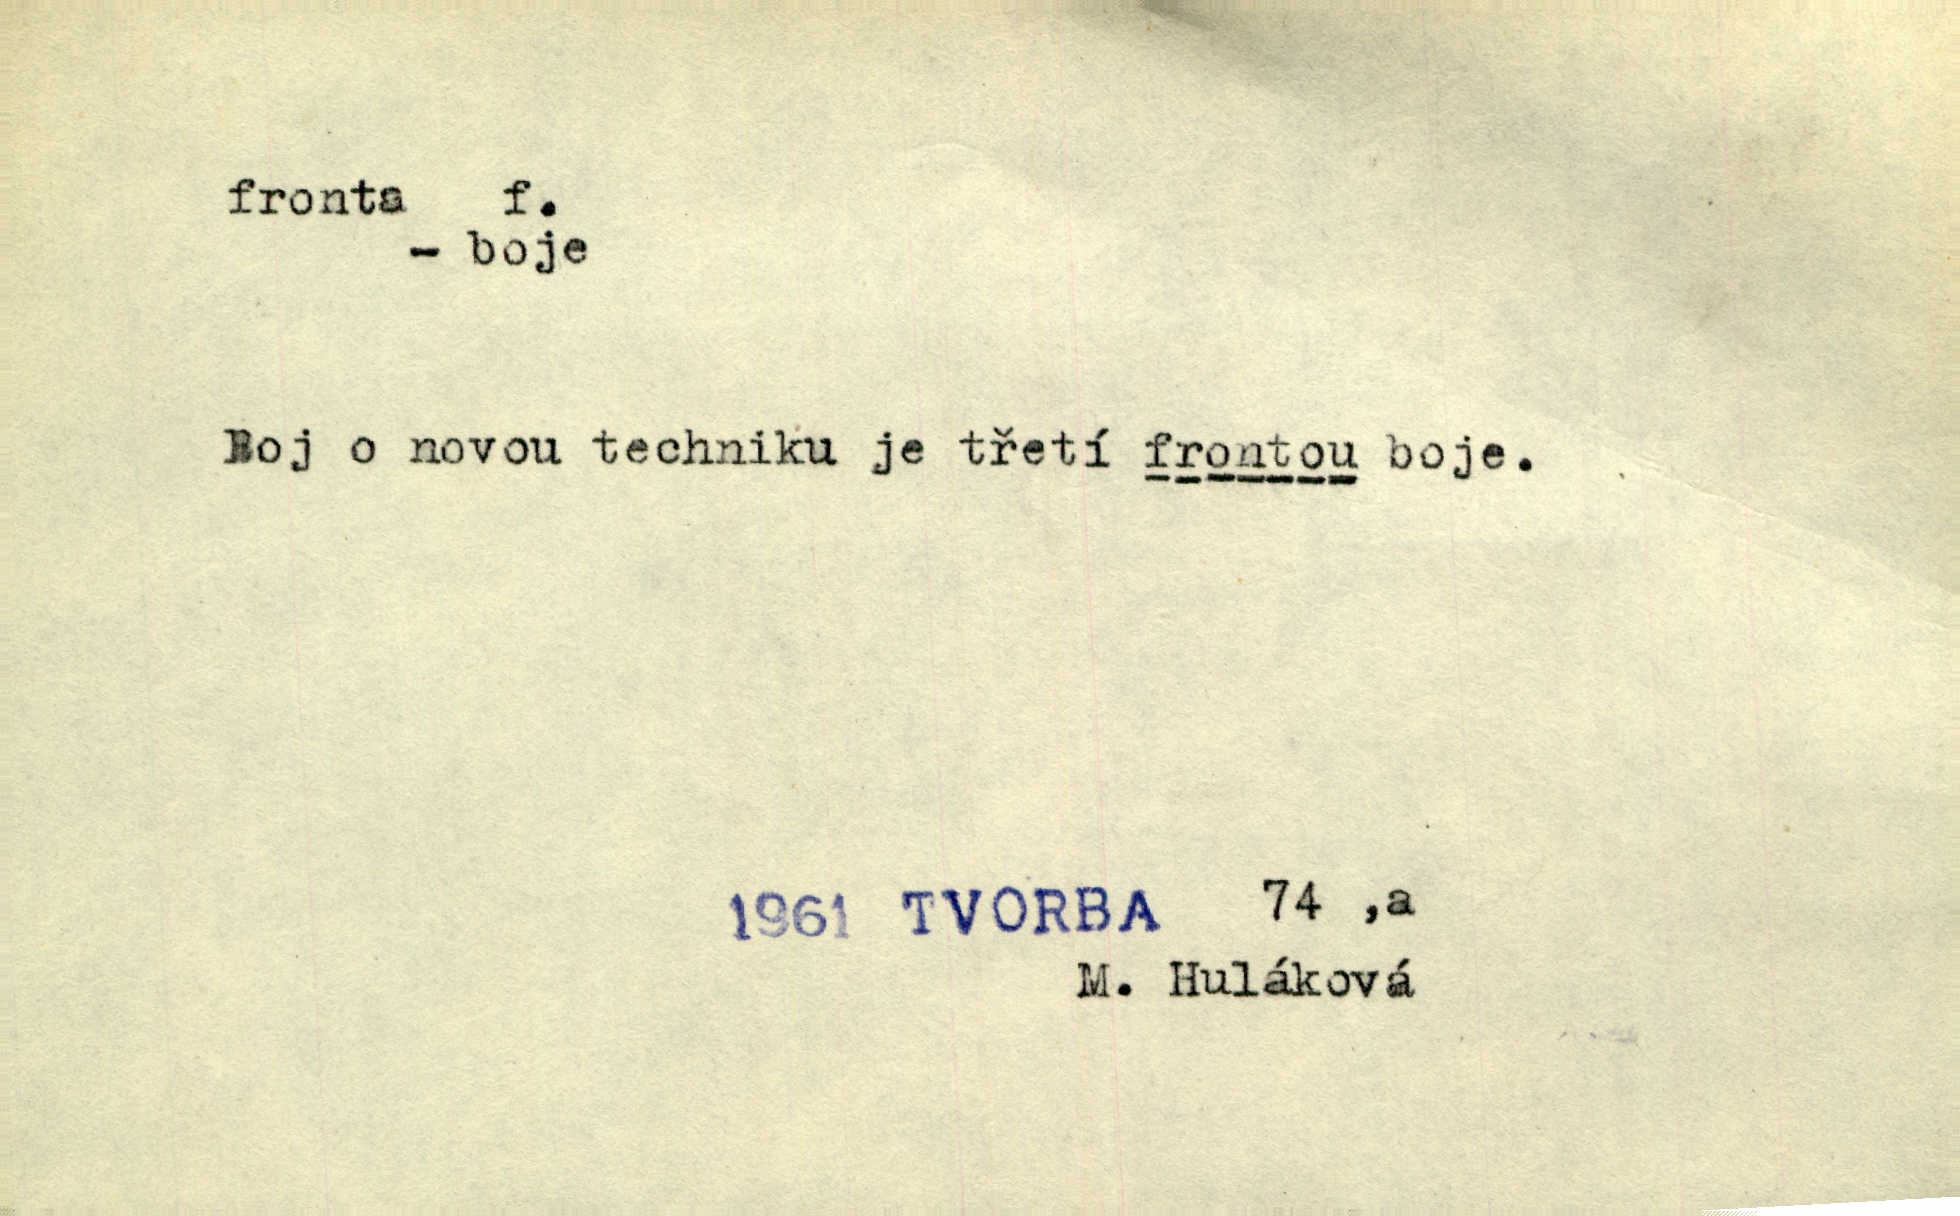 fronta f.
- boje
Boj o novou techniku je třetí frontou boje.
1961 TVORBA 74 ,a
M. Huláková